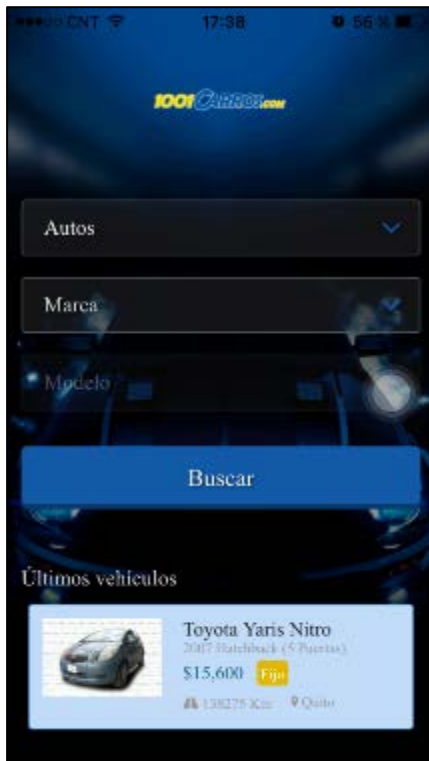 CNT 17:38 56 %
1001CARROS.COM
Autos
Marca
Modelo
Buscar
Últimos vehículos
Toyota Yaris Nitro
2007 Hatchback (5 Puertas)
$15,600 Fijo
138275 Km Quito